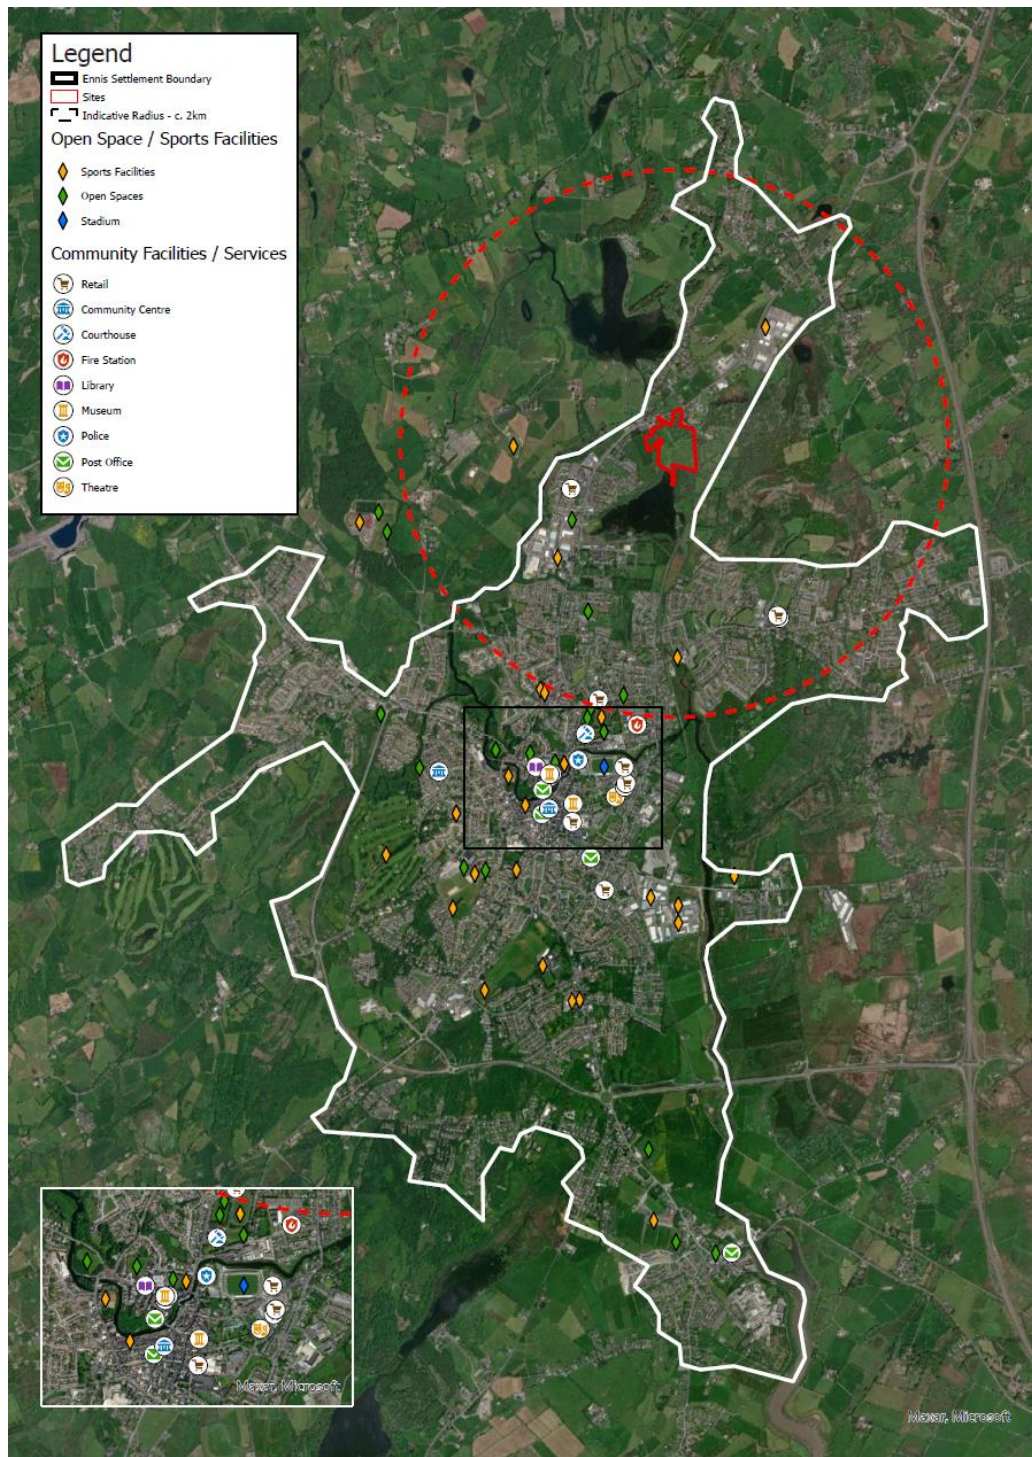 Legend
Ennis Settlement Boundary
Sites
Indicative Radius - c. 2km
Open Space / Sports Facilities
Sports Facilities
Open Spaces
Stadium
Community Facilities / Services
Retail
Community Centre
Courthouse
Fire Station
Library
Museum
Police
Post Office
Theatre
Maxar, Microsoft
Maxar, Microsoft